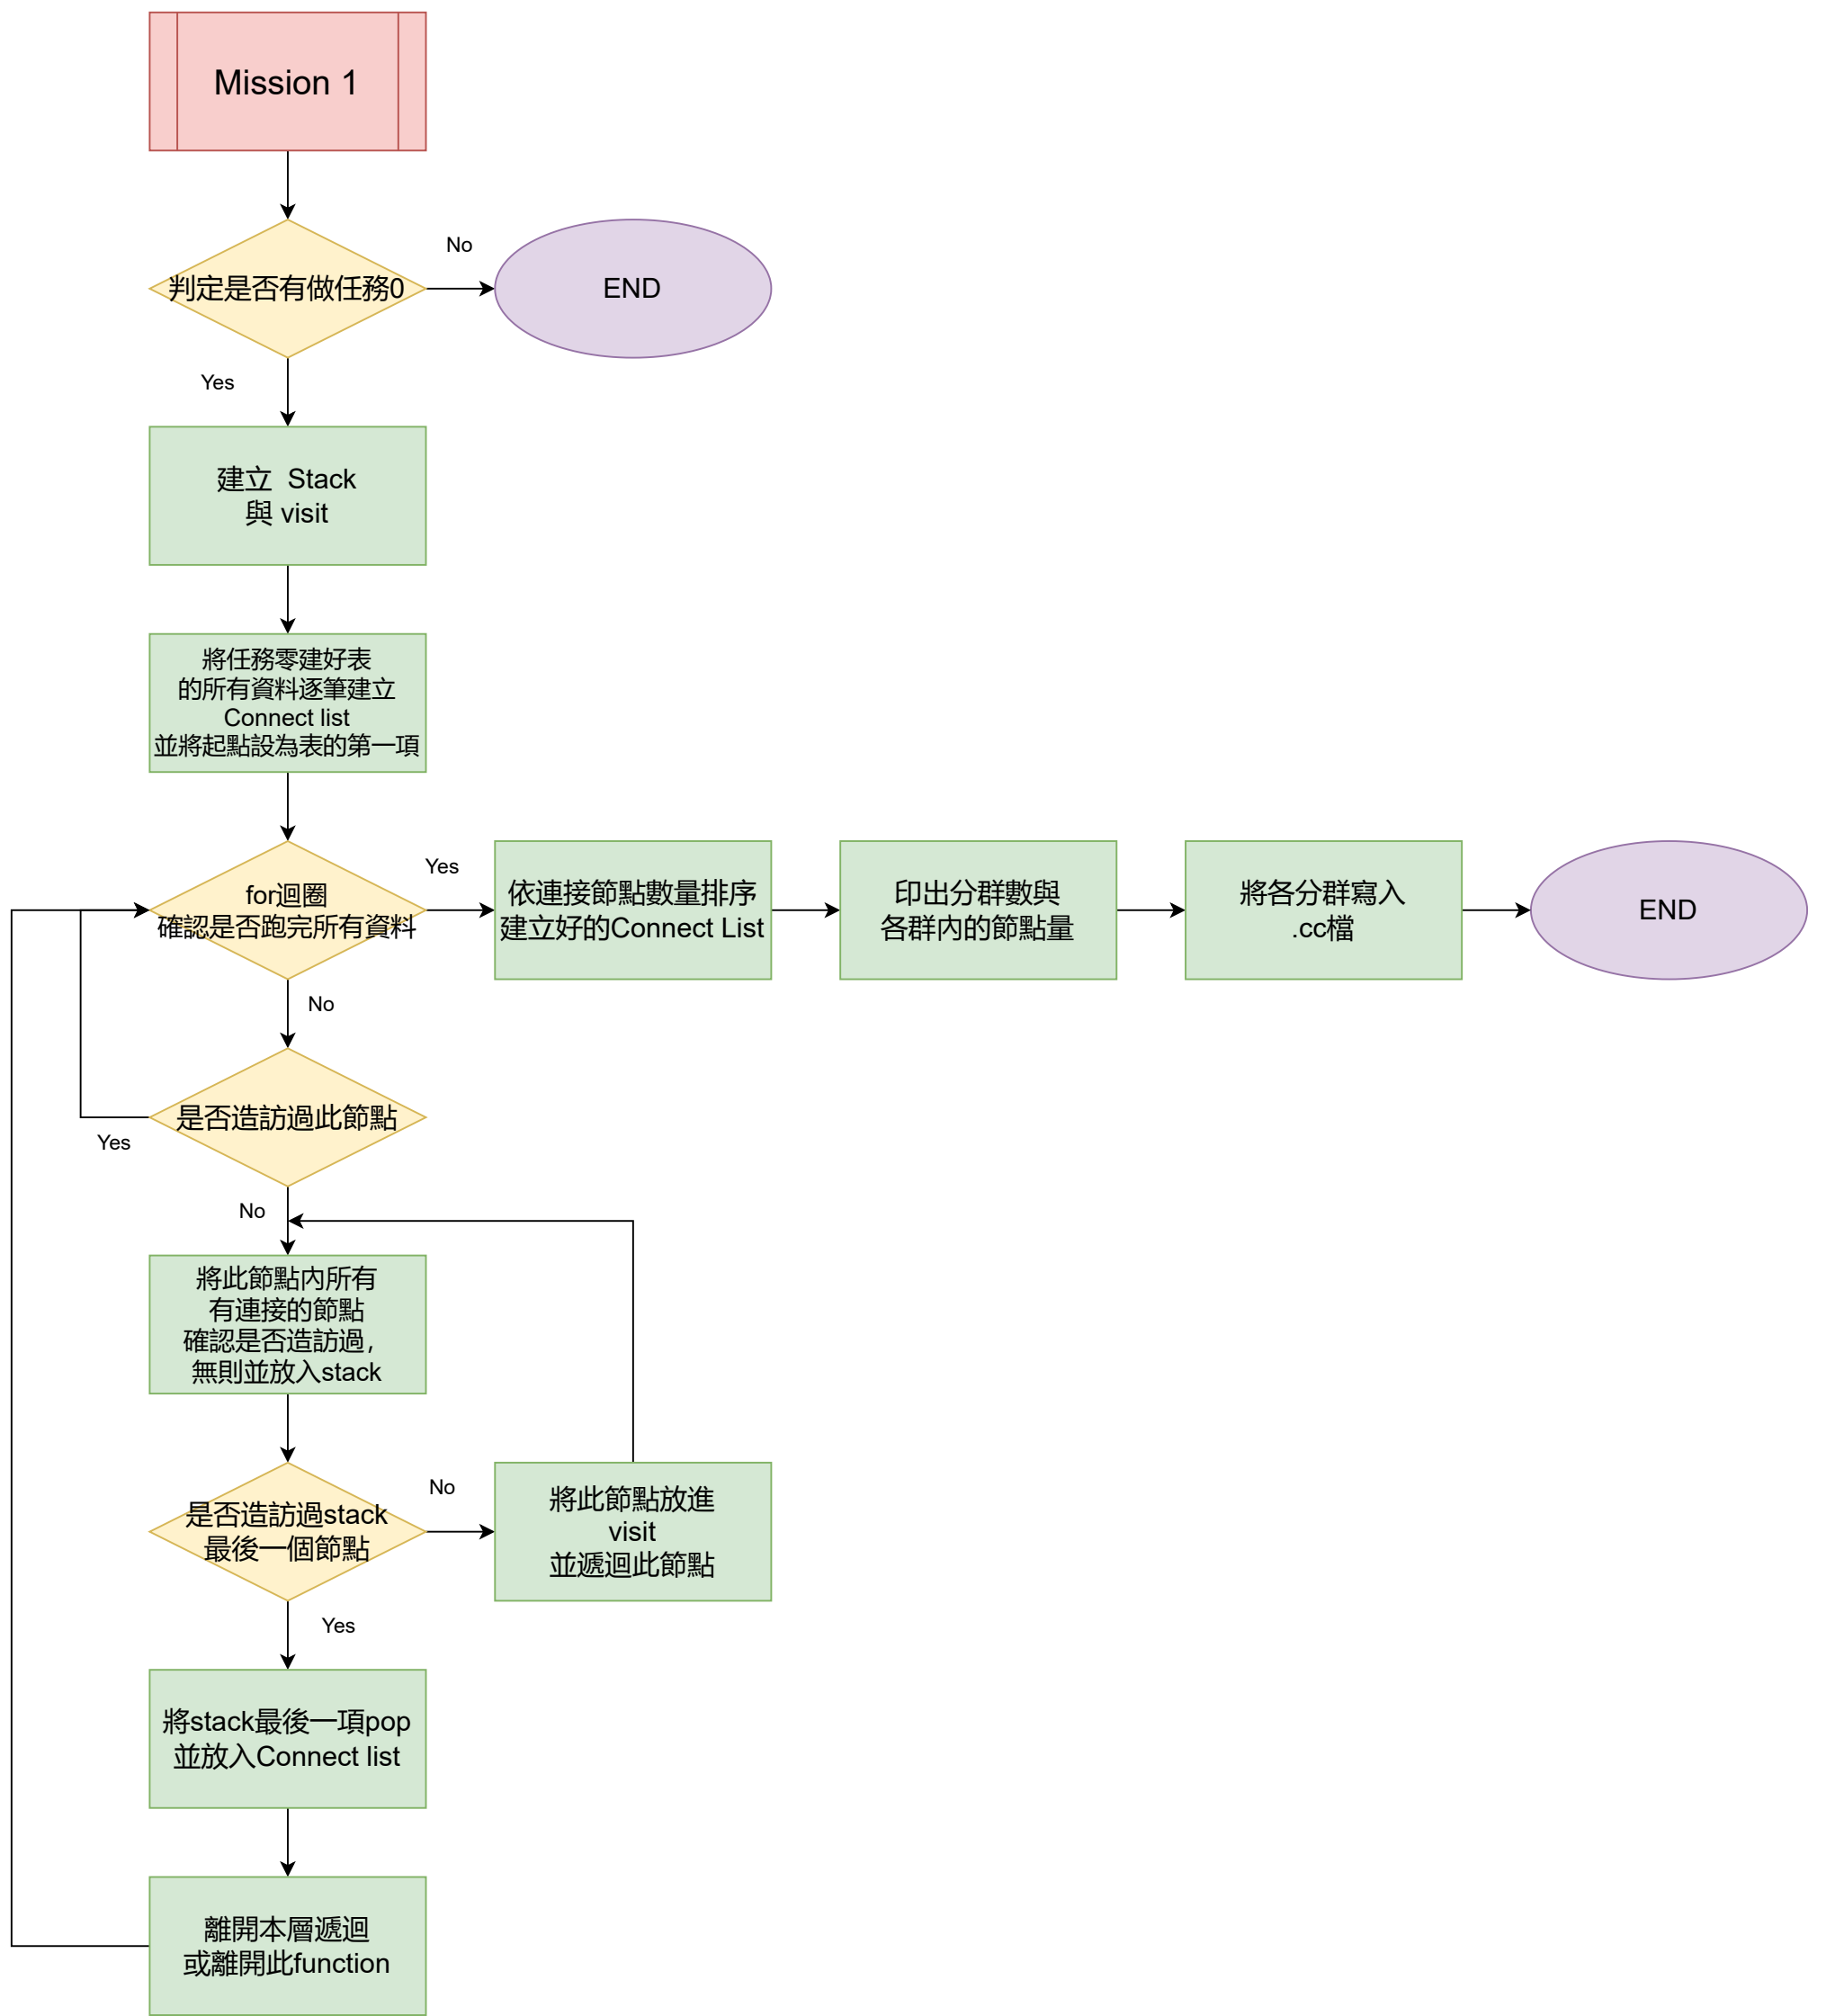 Mission 1
判定是否有做任務0
No
END
Yes
建立  Stack
與 visit
將任務零建好表
的所有資料逐筆建立
Connect list
並將起點設為表的第一項
for迴圈
確認是否跑完所有資料
Yes
依連接節點數量排序
建立好的Connect List
印出分群數與
各群內的節點量
將各分群寫入
.cc檔
END
No
是否造訪過此節點
Yes
No
將此節點內所有
有連接的節點
確認是否造訪過,
無則並放入stack
是否造訪過stack
最後一個節點
No
將此節點放進
visit
並遞迴此節點
Yes
將stack最後一項pop
並放入Connect list
離開本層遞迴
或離開此function